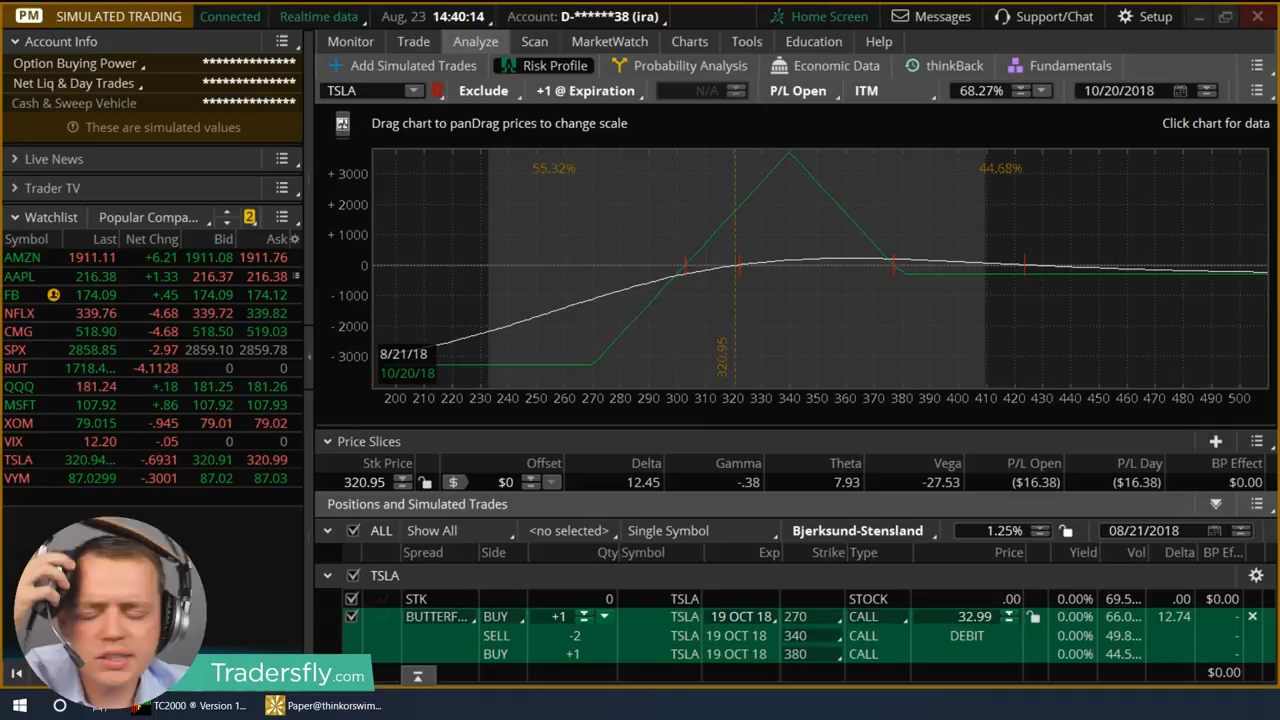 PM SIMULATED TRADING Connected Realtime data Aug, 23 14:40:14 Account: D-******38 (ira) Home Screen Messages Support/Chat Setup
Account Info
Option Buying Power **************
Net Liq & Day Trades **************
Cash & Sweep Vehicle **************
These are simulated values
Live News
Trader TV
Watchlist Popular Compa... 2
Symbol Last Net Chng Bid Ask
AMZN 1911.11 +6.21 1911.08 1911.76
AAPL 216.38 +1.33 216.37 216.38
FB 174.09 +.45 174.09 174.12
NFLX 339.76 -4.68 339.72 339.82
CMG 518.90 -4.68 518.50 519.03
SPX 2858.85 -2.97 2859.10 2859.78
RUT 1718.4... -4.1128 0 0
QQQ 181.24 +.18 181.25 181.26
MSFT 107.92 +.86 107.92 107.93
XOM 79.015 -.945 79.01 79.02
VIX 12.20 -.05 0 0
TSLA 320.94... -.6931 320.91 320.99
VYM 87.0299 -.3001 87.02 87.03
Monitor Trade Analyze Scan MarketWatch Charts Tools Education Help
Add Simulated Trades Risk Profile Probability Analysis Economic Data thinkBack Fundamentals
TSLA Exclude +1 @ Expiration N/A P/L Open ITM 68.27% 10/20/2018
Drag chart to panDrag prices to change scale Click chart for data
55.32% 44.68%
+ 3000
+ 2000
+ 1000
0
- 1000
- 2000
- 3000
320.95
8/21/18
10/20/18
200 210 220 230 240 250 260 270 280 290 300 310 320 330 340 350 360 370 380 390 400 410 420 430 440 450 460 470 480 490 500
Price Slices
Stk Price Offset Delta Gamma Theta Vega P/L Open P/L Day BP Effect
320.95 $ $0 12.45 -.38 7.93 -27.53 ($16.38) ($16.38) $0.00
Positions and Simulated Trades
ALL Show All <no selected> Single Symbol Bjerksund-Stensland 1.25% 08/21/2018
Spread Side Qty Symbol Exp Strike Type Price Yield Vol Delta BP Ef...
TSLA
STK 0 TSLA STOCK .00 0.00% 69.5... .00 $0.00
BUTTERF... BUY +1 TSLA 19 OCT 18 270 CALL 32.99 0.00% 66.0... 12.74 -
SELL -2 TSLA 19 OCT 18 340 CALL DEBIT 0.00% 49.8... -
BUY +1 TSLA 19 OCT 18 380 CALL 0.00% 44.5... -
$0.00
Tradersfly.com
TC2000 ® Version 1... Paper@thinkorswim...